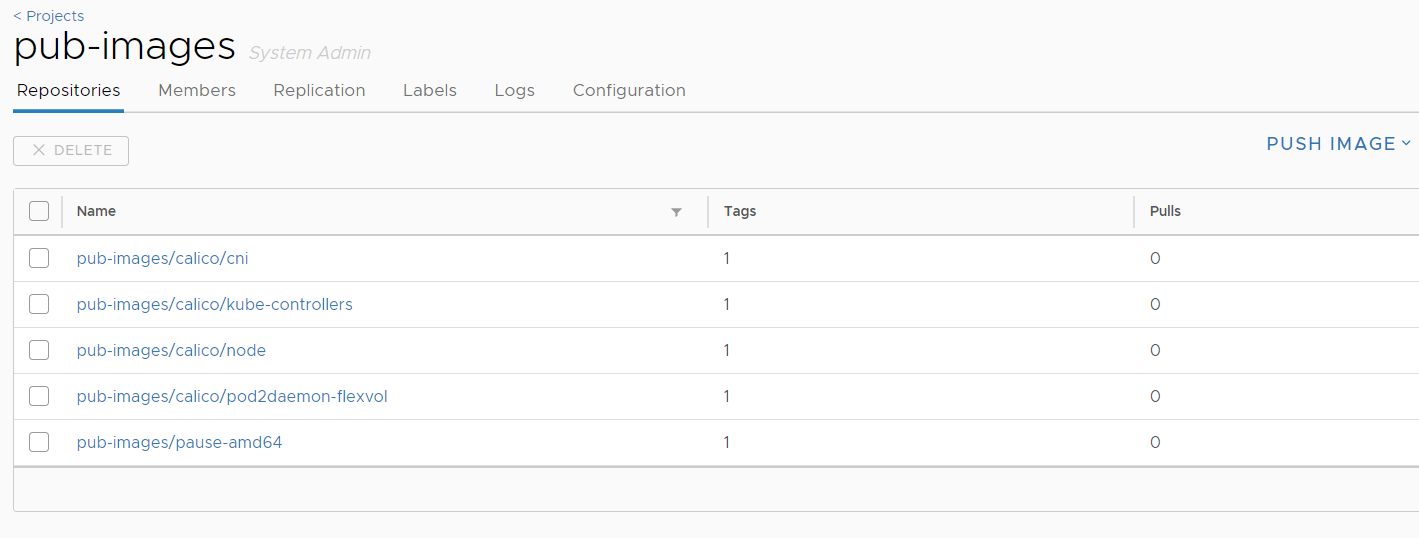 < Projects
pub-images System Admin
Repositories Members Replication Labels Logs Configuration
DELETE
PUSH IMAGE
Name Tags Pulls
pub-images/calico/cni 1 0
pub-images/calico/kube-controllers 1 0
pub-images/calico/node 1 0
pub-images/calico/pod2daemon-flexvol 1 0
pub-images/pause-amd64 1 0